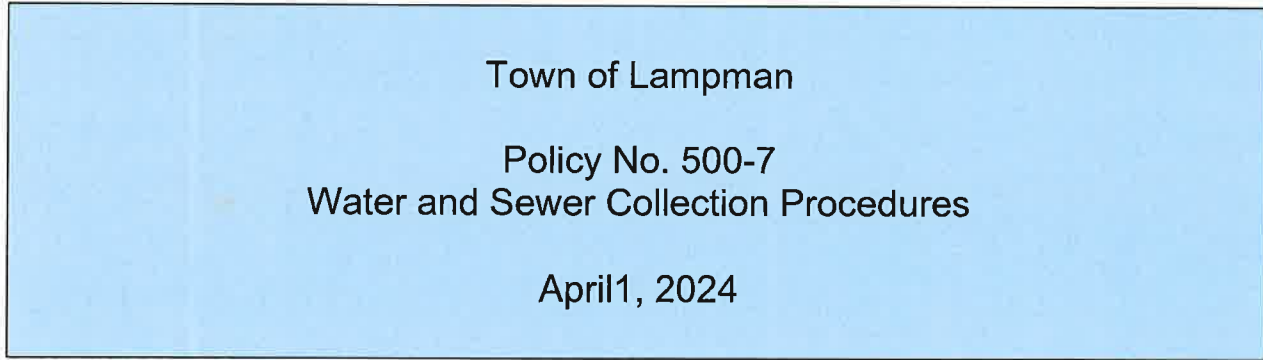 Town of Lampman
Policy No. 500-7
Water and Sewer Collection Procedures
April1, 2024